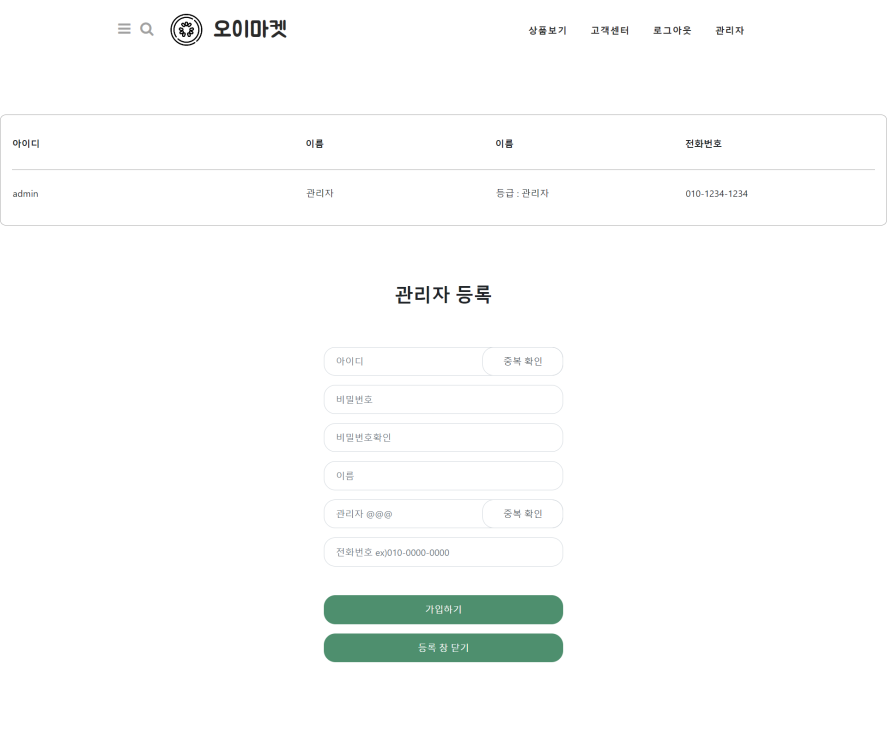 오이마켓 상품보기 고객센터 로그아웃 관리자
아이디 이름 이름 전화번호
admin 관리자 등급 : 관리자 010-1234-1234
관리자 등록
아이디 중복 확인
비밀번호
비밀번호확인
이름
관리자 @@@ 중복 확인
전화번호 ex)010-0000-0000
가입하기
등록 창 닫기